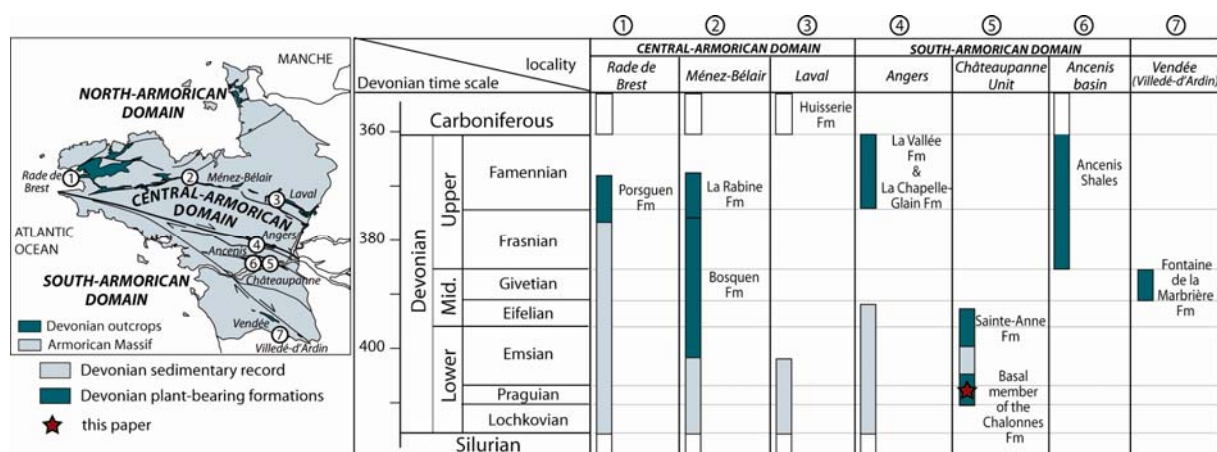 MANCHE
NORTH-ARMORICAN
DOMAIN
Rade de
Brest
①
②
Ménez-Bélair
③
Laval
CENTRAL-ARMORICAN
DOMAIN
ATLANTIC
OCEAN
Angers
④
Ancenis
⑥⑤
Châteaupanne
SOUTH-ARMORICAN
DOMAIN
Vendée
⑦
Villedé-d'Ardin
Devonian outcrops
Armorican Massif
Devonian sedimentary record
Devonian plant-bearing formations
this paper
① ② ③ ④ ⑤ ⑥ ⑦
locality
Devonian time scale
CENTRAL-ARMORICAN DOMAIN
SOUTH-ARMORICAN DOMAIN
Rade de
Brest
Ménez-Bélair
Laval
Angers
Châteaupanne
Unit
Ancenis
basin
Vendée
(Villedé-d'Ardin)
360
380
400
Carboniferous
Devonian
Upper
Mid.
Lower
Famennian
Frasnian
Givetian
Eifelian
Emsian
Praguian
Lochkovian
Silurian
Porsguen
Fm
La Rabine
Fm
Bosquen
Fm
Huisserie
Fm
La Vallée
Fm
&
La Chapelle-
Glain Fm
Sainte-Anne
Fm
Basal
member
of the
Chalonnes
Fm
Ancenis
Shales
Fontaine
de la
Marbrière
Fm